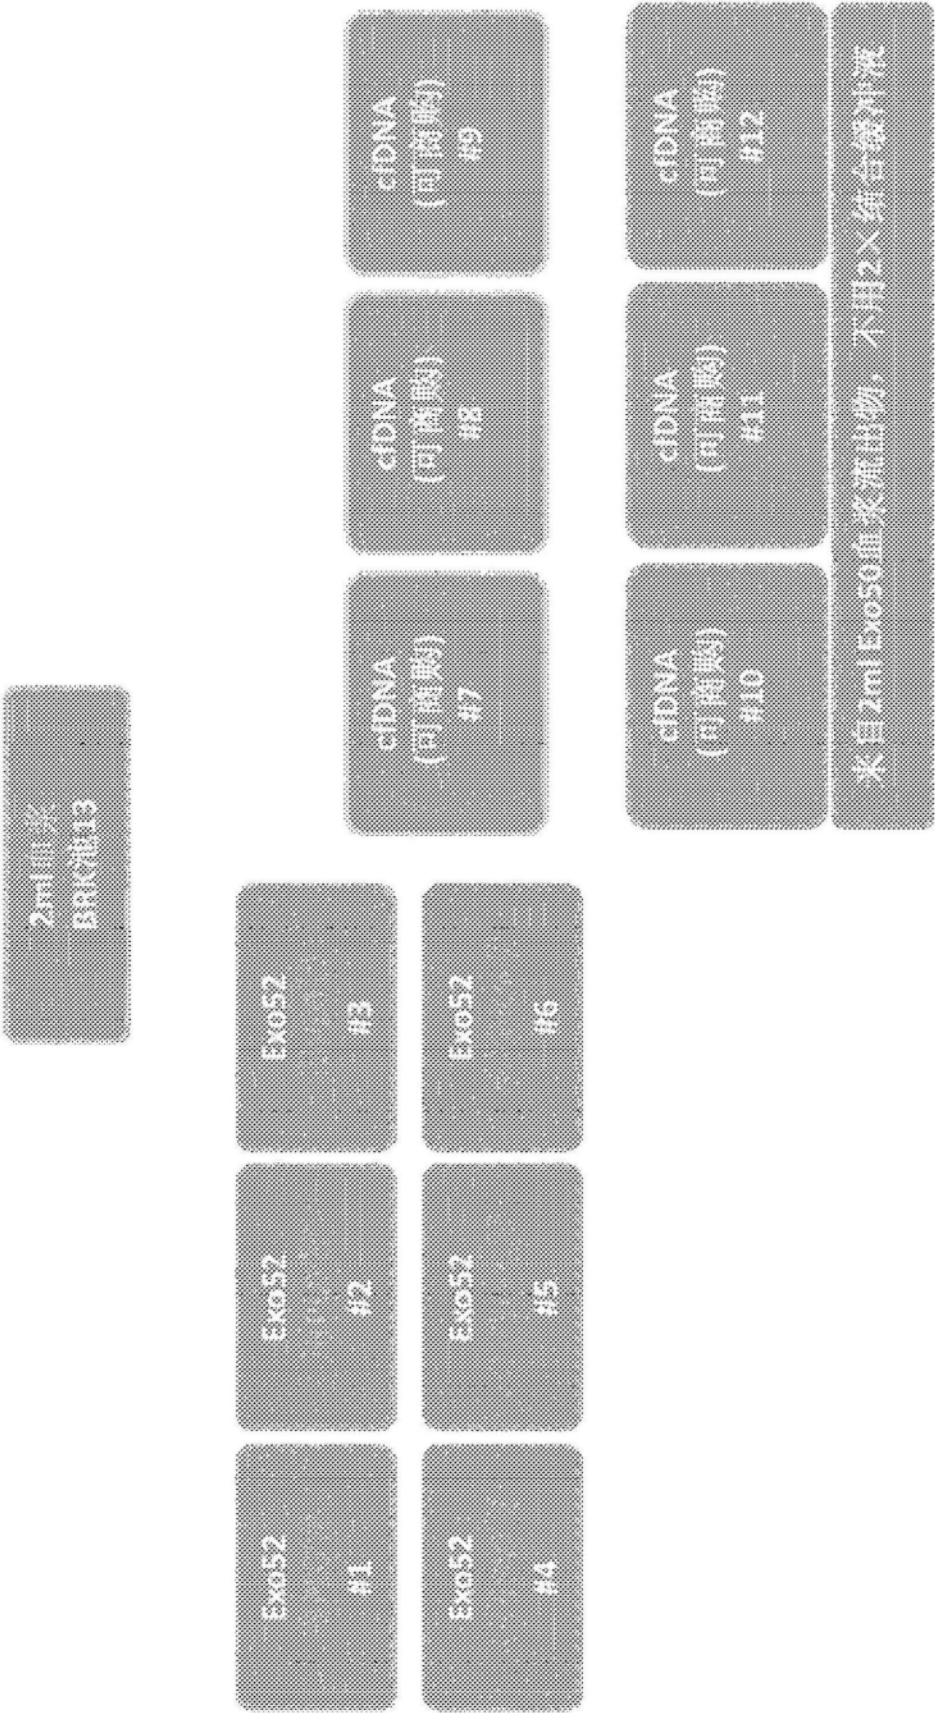 2ml血浆
BRK池13
Exo52
#1
Exo52
#2
Exo52
#3
Exo52
#4
Exo52
#5
Exo52
#6
cfDNA
(可商购)
#7
cfDNA
(可商购)
#8
cfDNA
(可商购)
#9
cfDNA
(可商购)
#10
cfDNA
(可商购)
#11
cfDNA
(可商购)
#12
来自2ml Exo50血浆流出物，不用2×结合缓冲液